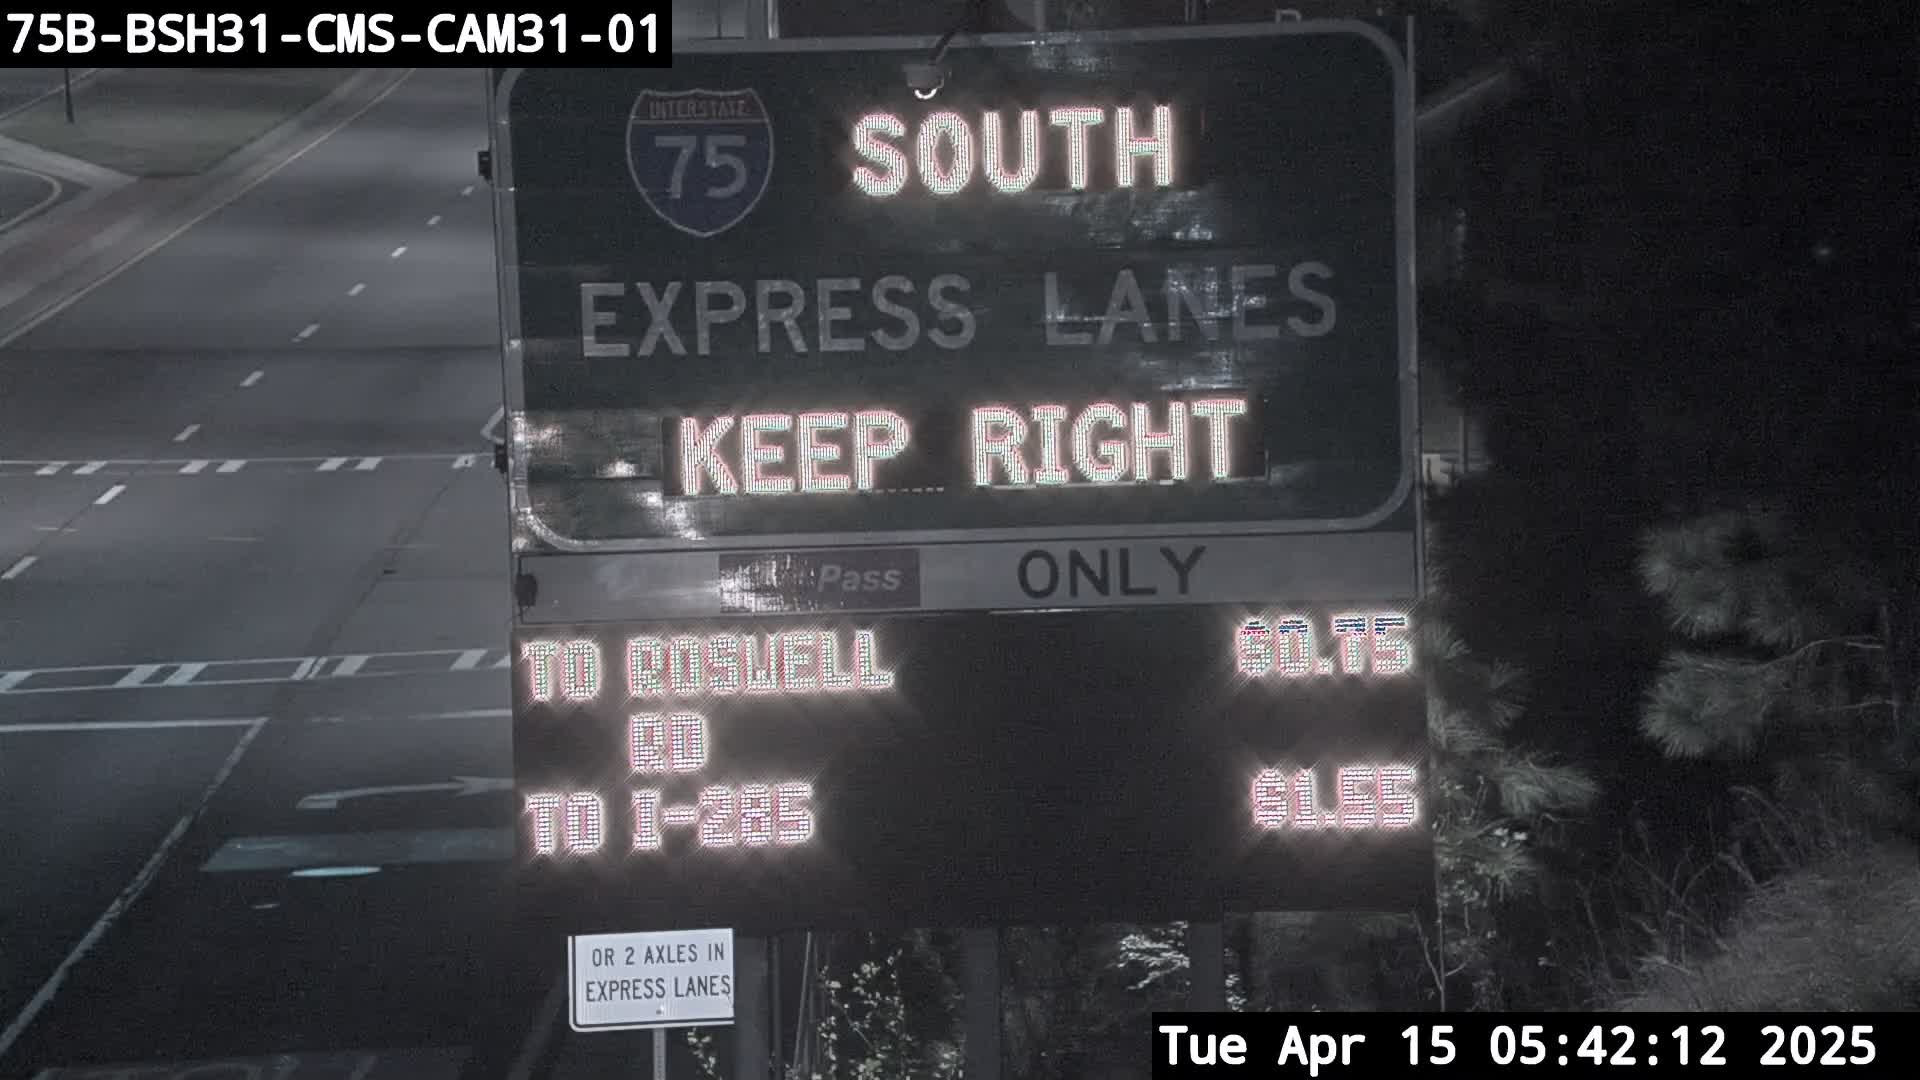 75B-BSH31-CMS-CAM31-01
INTERSTATE
75
SOUTH
EXPRESS LANES
KEEP RIGHT
Pass ONLY
TO ROSWELL $0.75
RD
TO I-285 $1.55
OR 2 AXLES IN
EXPRESS LANES
Tue Apr 15 05:42:12 2025